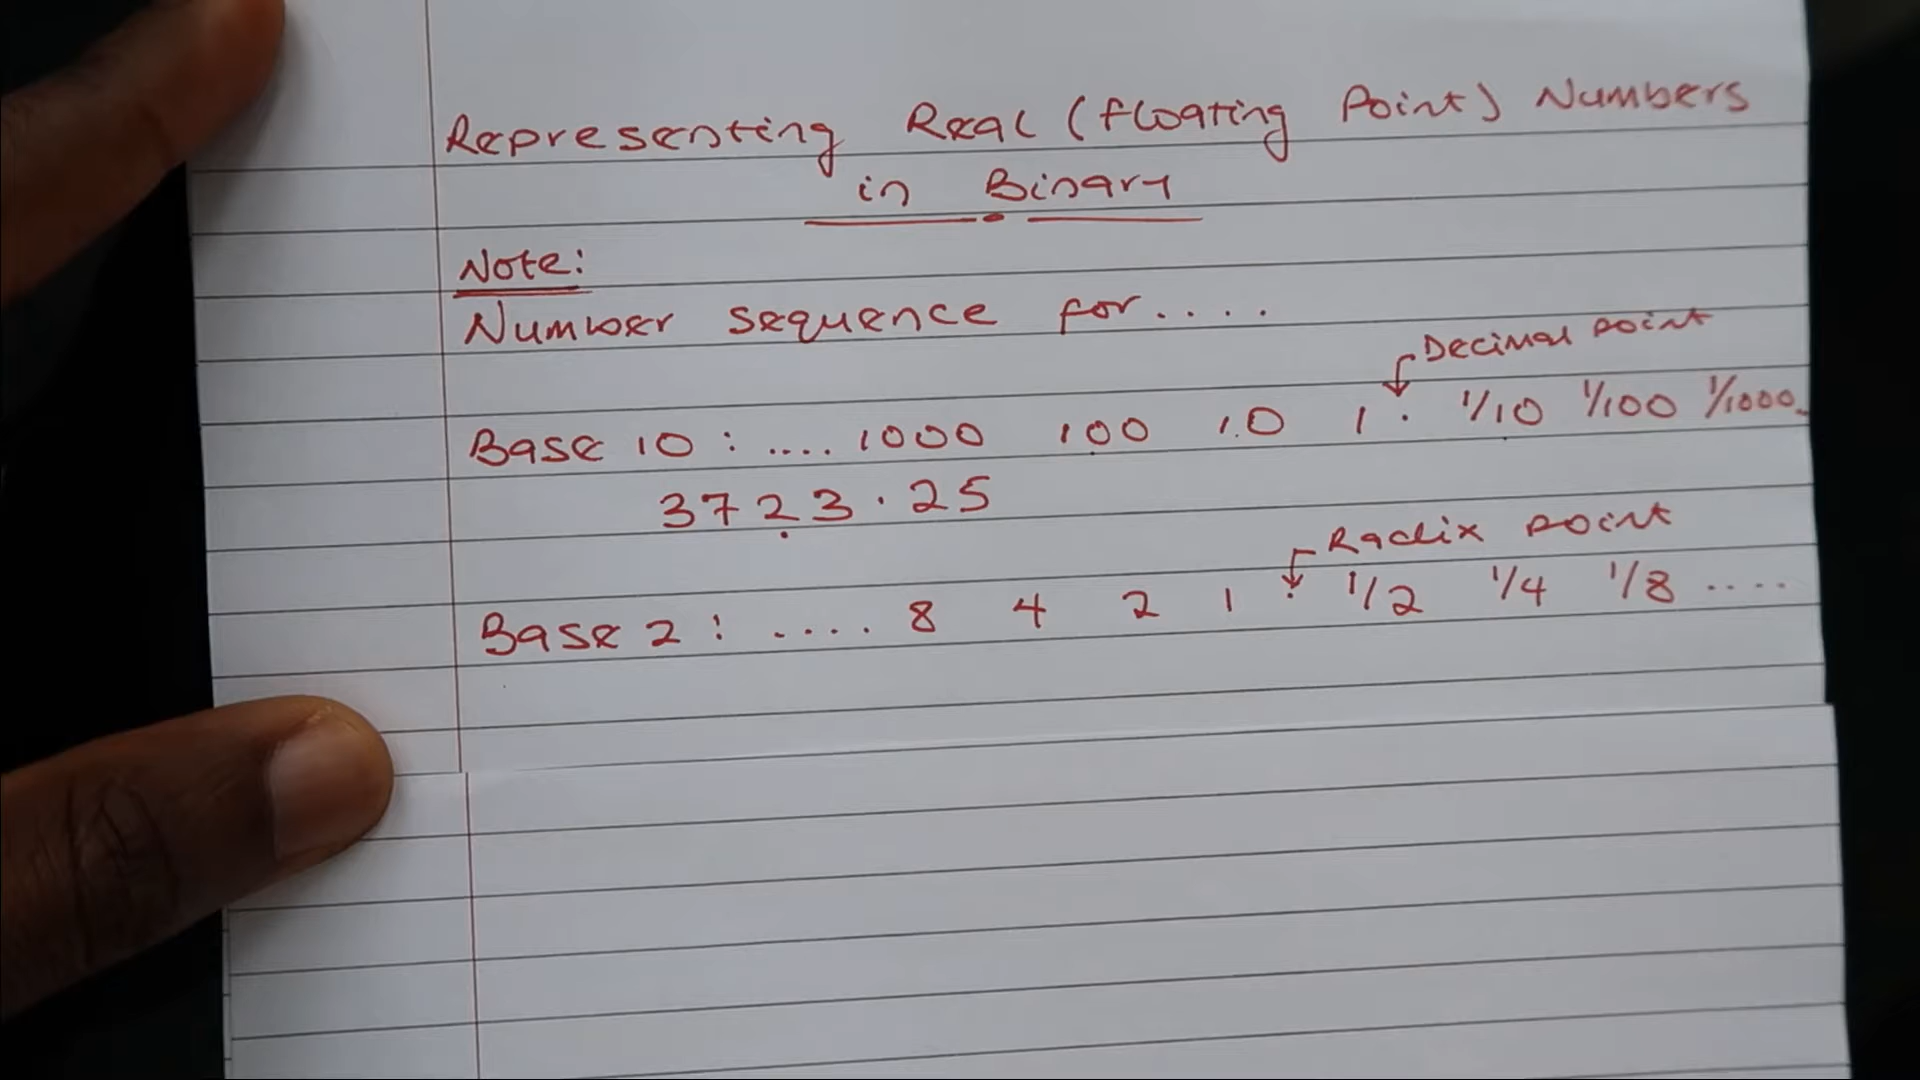 Representing Real (floating Point) Numbers
in Binary
Note:
Number sequence for....
Decimal point
Base 10 : .... 1000 100 10 1 . 1/10 1/100 1/1000
3723.25
Radix point
Base 2 : .... 8 4 2 1 . 1/2 1/4 1/8 ....